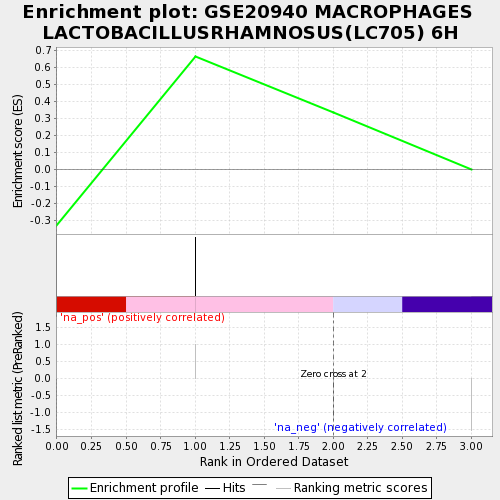 Enrichment plot: GSE20940 MACROPHAGES
LACTOBACILLUSRHAMNOSUS(LC705) 6H
Enrichment score (ES)
0.7
0.6
0.5
0.4
0.3
0.2
0.1
0.0
-0.1
-0.2
-0.3
'na_pos' (positively correlated)
Ranked list metric (PreRanked)
1.5
1.0
0.5
0.0
-0.5
-1.0
-1.5
Zero cross at 2
'na_neg' (negatively correlated)
0.00 0.25 0.50 0.75 1.00 1.25 1.50 1.75 2.00 2.25 2.50 2.75 3.00
Rank in Ordered Dataset
Enrichment profile Hits Ranking metric scores